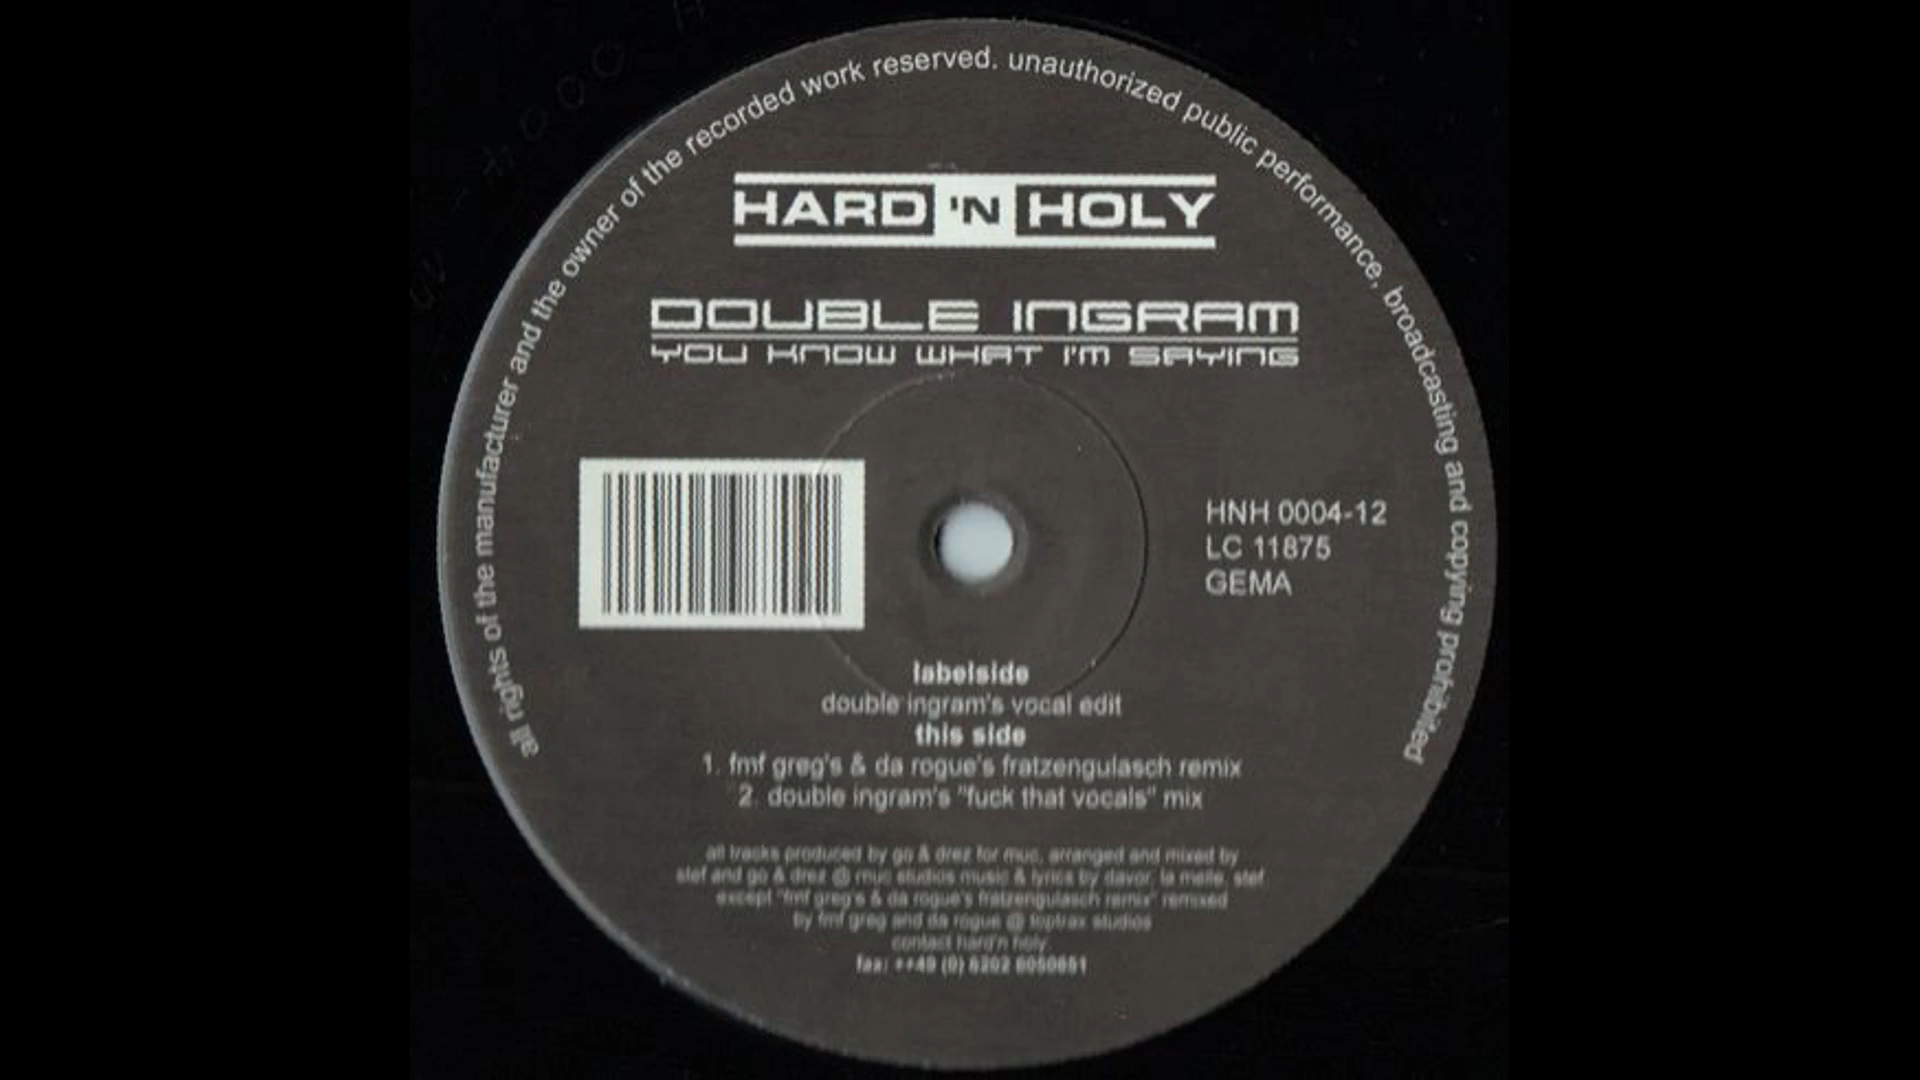 all rights of the manufacturer and the owner of the recorded work reserved. unauthorized public performance, broadcasting and copying prohibited
HARD 'N HOLY
DOUBLE INGRAM
YOU KNOW WHAT I'M SAYING
HNH 0004-12
LC 11875
GEMA
labelside
double ingram's vocal edit
this side
1. fmf greg's & da rogue's fratzengulasch remix
2. double ingram's "fuck that vocals" mix
all tracks produced by go & drez for muc, arranged and mixed by
stef and go & drez @ muc studios music & lyrics by davor, la melle, stef
except "fmf greg's & da rogue's fratzengulasch remix" remixed
by fmf greg and da rogue @ toptrax studios
contact hard'n holy
fax: ++49 (0) 6202